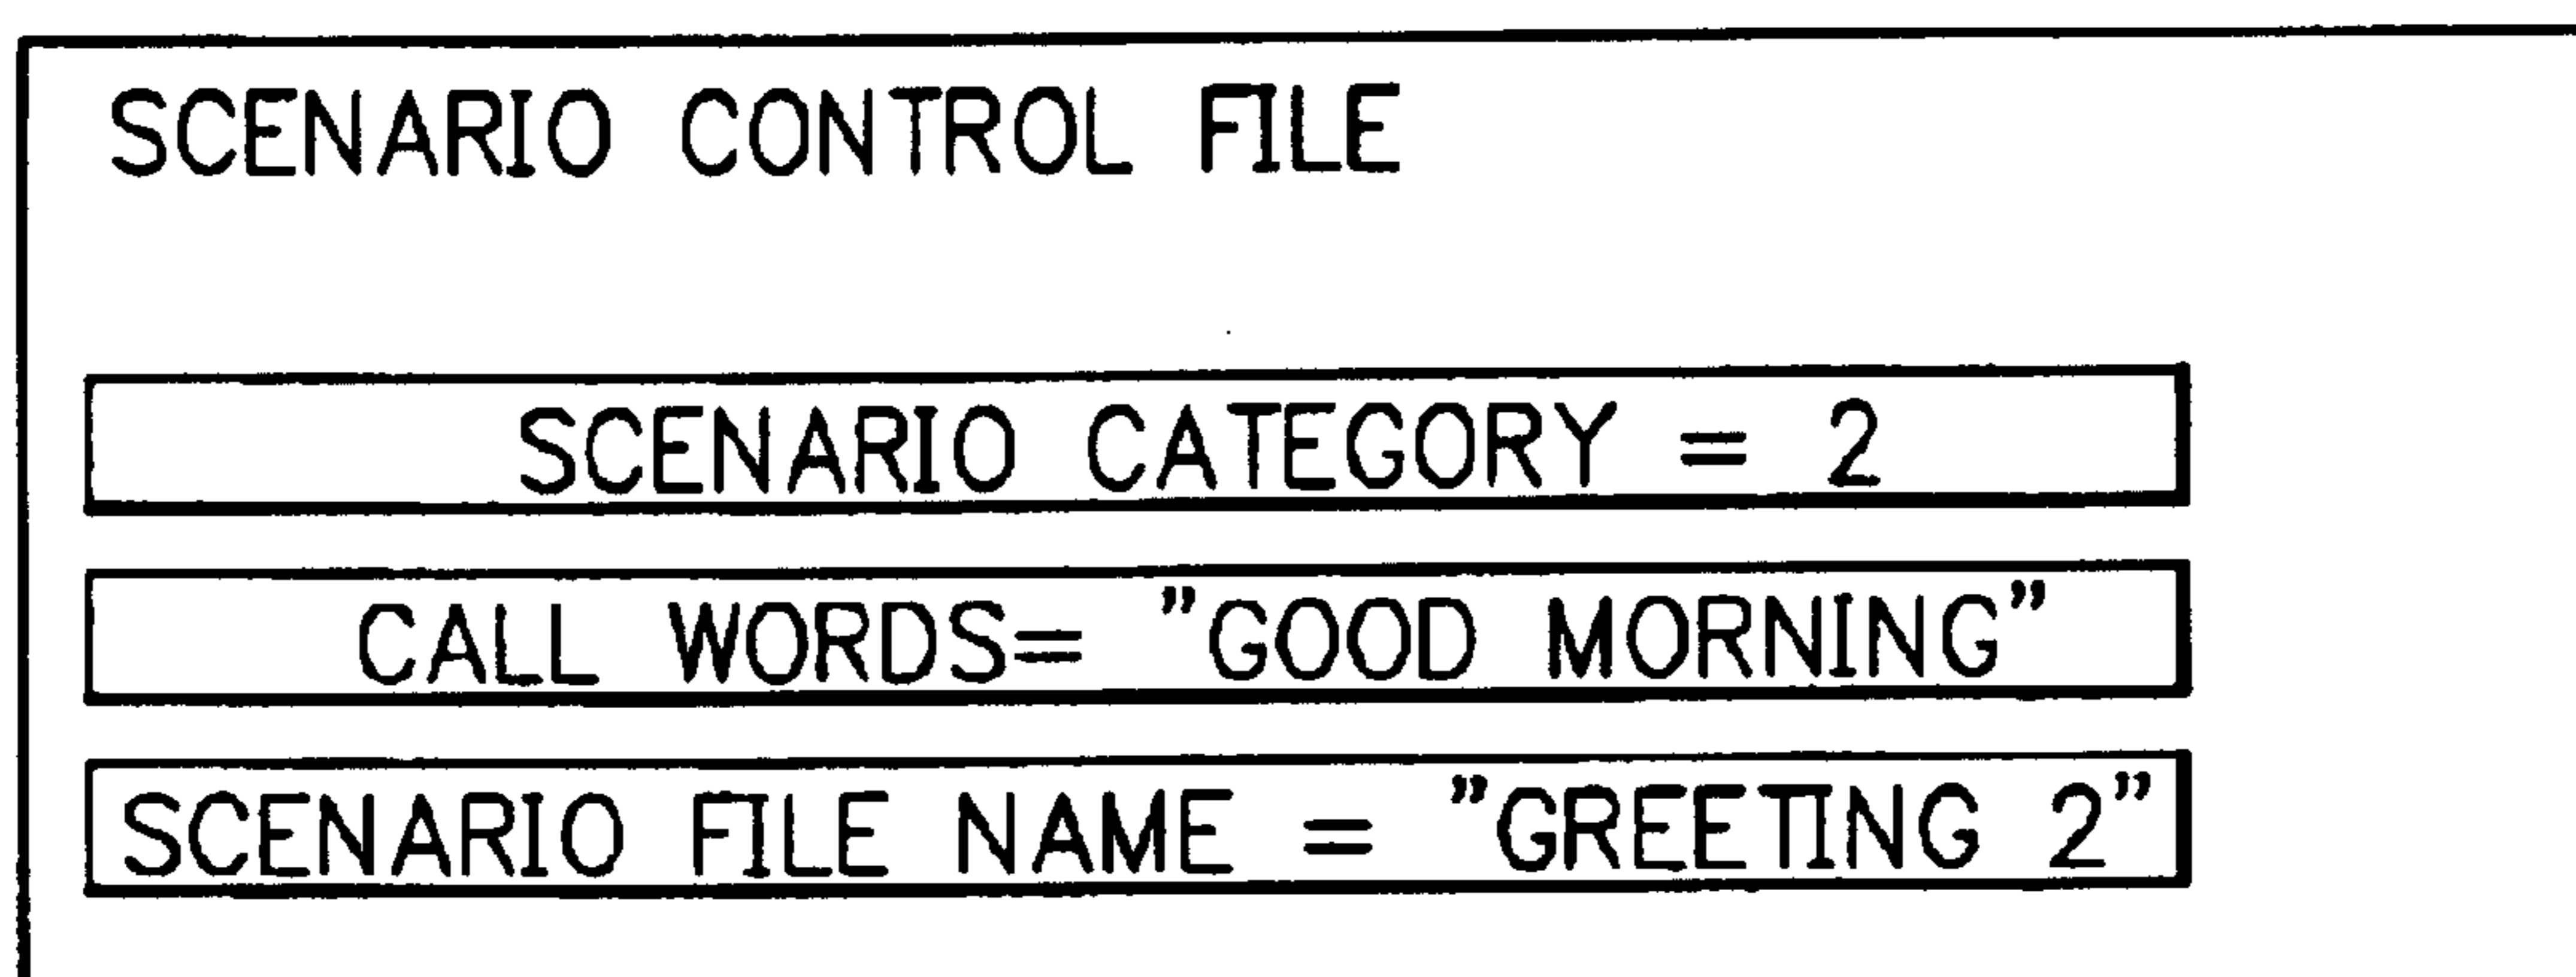 SCENARIO CONTROL FILE
SCENARIO CATEGORY = 2
CALL WORDS= ”GOOD MORNING”
SCENARIO FILE NAME = ”GREETING 2”